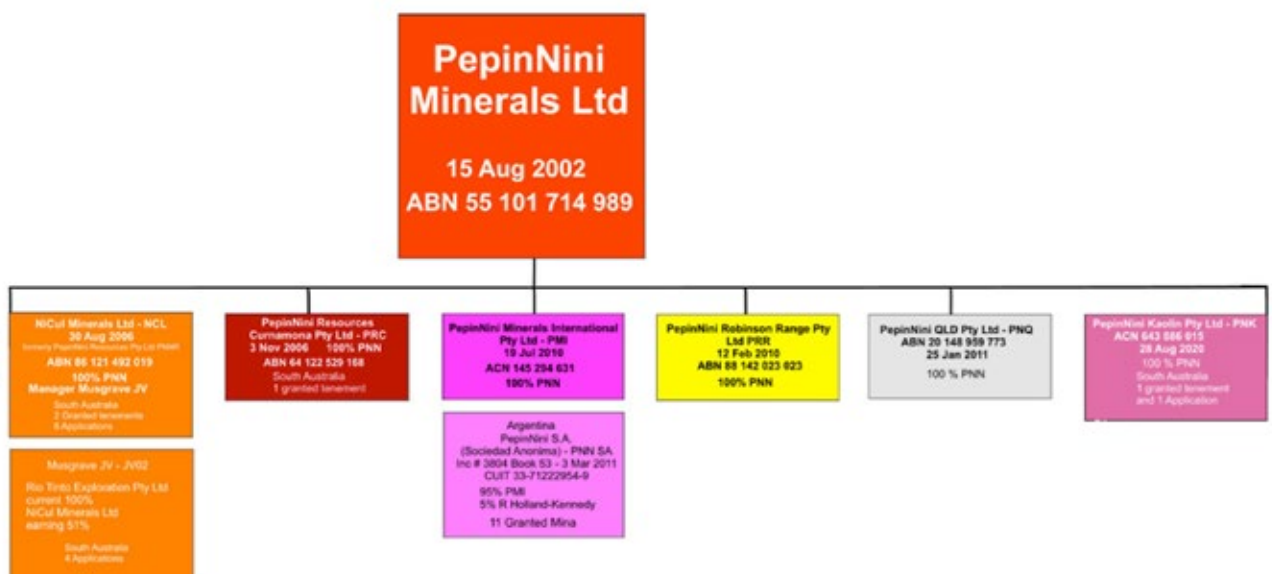 PepinNini
Minerals Ltd
15 Aug 2002
ABN 55 101 714 989
NiCul Minerals Ltd - NCL
30 Aug 2006
formerly PepinNini Resources Pty Ltd
ABN 86 121 492 019
100% PNN
Manager Musgrave JV
South Australia
2 Granted tenements
6 Applications
Musgrave JV - JV02
Rio Tinto Exploration Pty Ltd
current 100%
NiCul Minerals Ltd
earning 51%
South Australia
4 Applications
PepinNini Resources
Curnamona Pty Ltd - PRC
3 Nov 2006 100% PNN
ABN 64 122 529 168
South Australia
1 granted tenement
PepinNini Minerals International
Pty Ltd - PMI
19 Jul 2010
ACN 145 294 631
100% PNN
Argentina
PepinNini S.A.
(Sociedad Anonima) - PNN SA
Inc # 3804 Book 53 - 3 Mar 2011
CUIT 33-71222954-9
95% PMI
5% R Holland-Kennedy
11 Granted Mina
PepinNini Robinson Range Pty
Ltd PRR
12 Feb 2010
ABN 88 142 023 023
100% PNN
PepinNini QLD Pty Ltd - PNQ
ABN 20 148 959 773
25 Jan 2011
100 % PNN
PepinNini Kaolin Pty Ltd - PNK
ACN 643 586 015
28 Aug 2020
100 % PNN
South Australia
1 granted tenement
and 1 Application